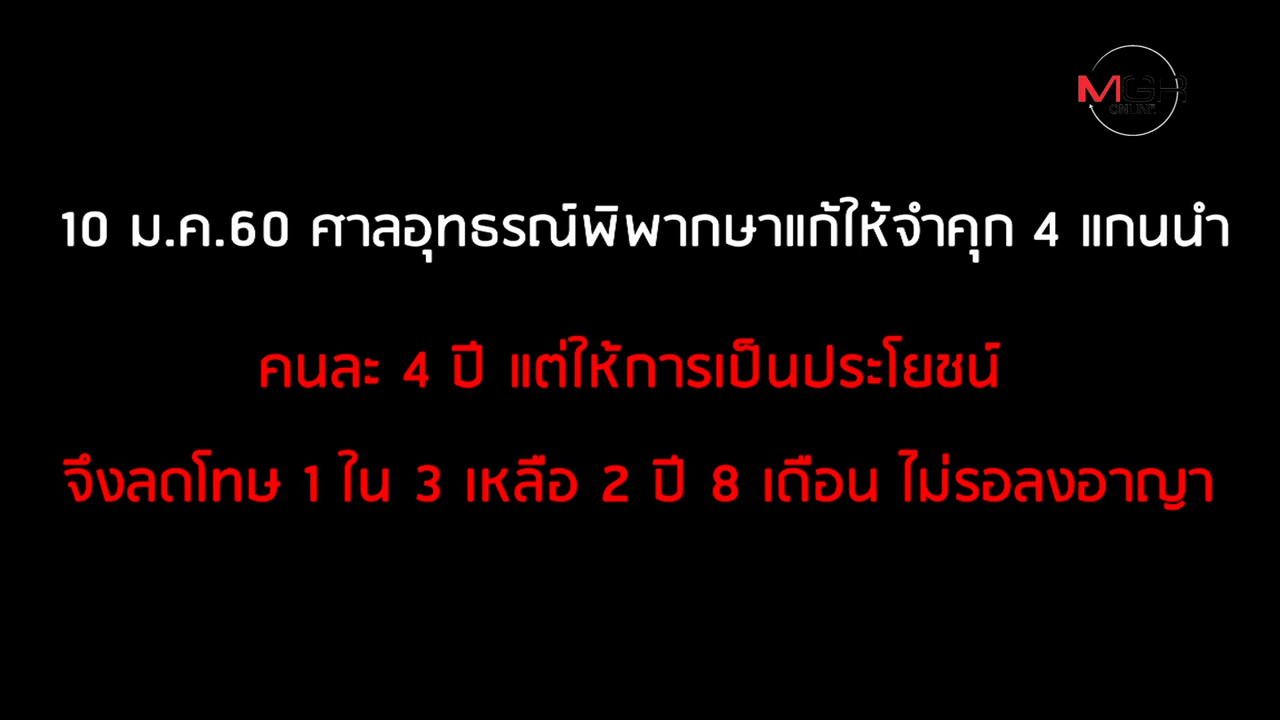 MGR
ONLINE
10 ม.ค.60 ศาลอุทธรณ์พิพากษาแก้ให้จำคุก 4 แกนนำ
คนละ 4 ปี แต่ให้การเป็นประโยชน์
จึงลดโทษ 1 ใน 3 เหลือ 2 ปี 8 เดือน ไม่รอลงอาญา